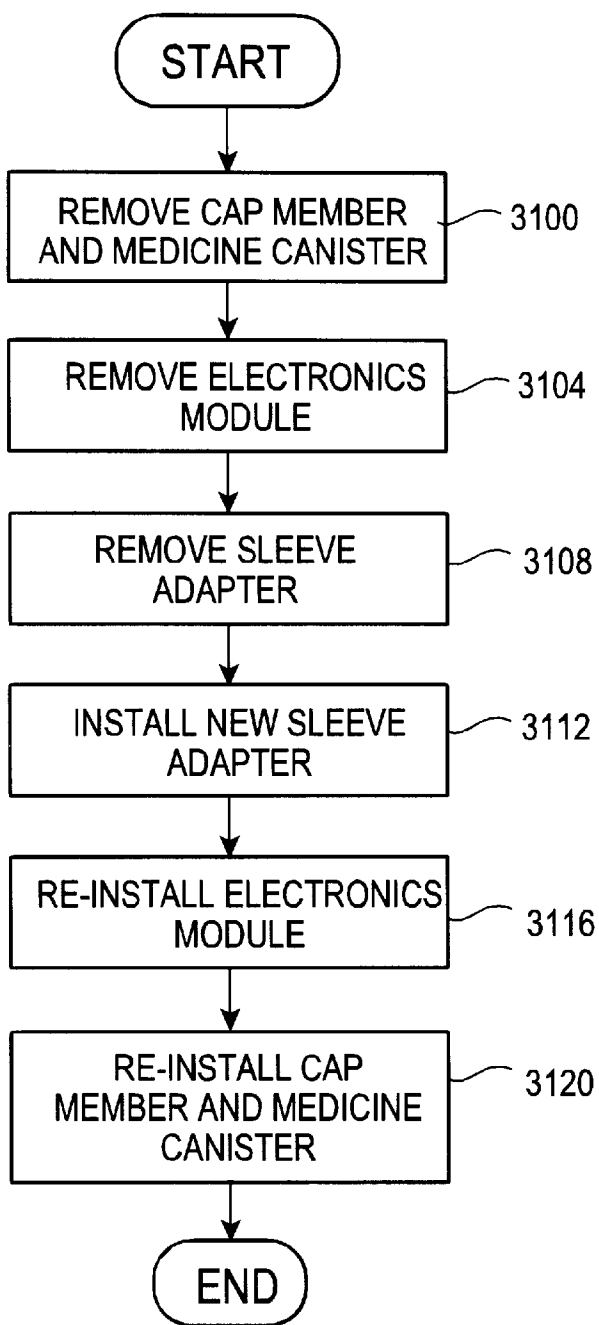 START
REMOVE CAP MEMBER
AND MEDICINE CANISTER
3100
REMOVE ELECTRONICS
MODULE
3104
REMOVE SLEEVE
ADAPTER
3108
INSTALL NEW SLEEVE
ADAPTER
3112
RE-INSTALL ELECTRONICS
MODULE
3116
RE-INSTALL CAP
MEMBER AND MEDICINE
CANISTER
3120
END